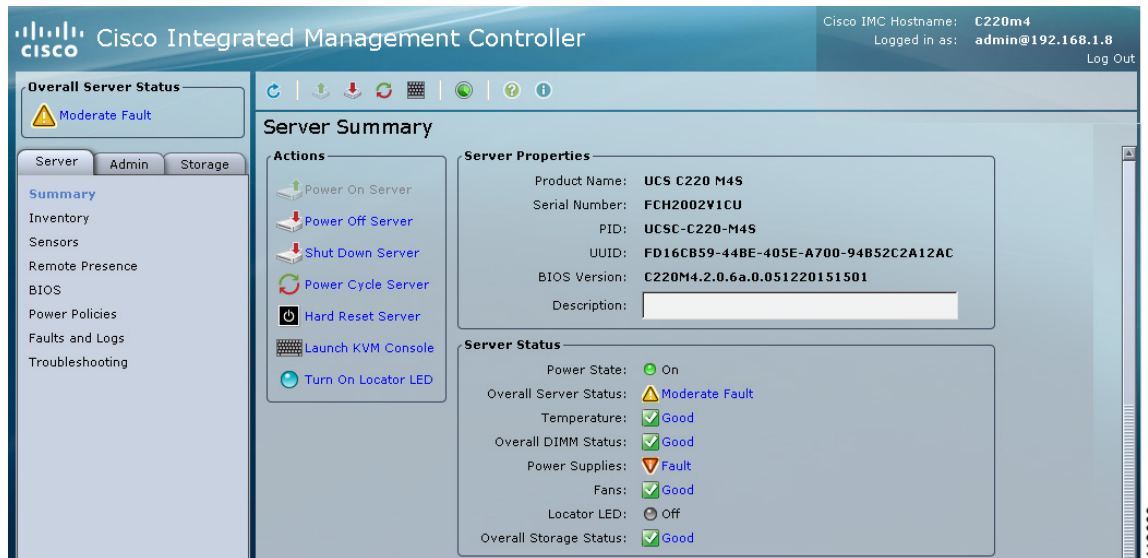 Cisco IMC Hostname: C220m4
CISCO Cisco Integrated Management Controller
Logged in as: admin@192.168.1.8
Log Out
Overall Server Status
Moderate Fault
Server Admin Storage
Summary
Inventory
Sensors
Remote Presence
BIOS
Power Policies
Faults and Logs
Troubleshooting
Server Summary
Actions
Power On Server
Power Off Server
Shut Down Server
Power Cycle Server
Hard Reset Server
Launch KVM Console
Turn On Locator LED
Server Properties
Product Name: UCS C220 M4S
Serial Number: FCH2002V1CU
PID: UCSC-C220-M4S
UUID: FD16CB59-44BE-405E-A700-94B52C2A12AC
BIOS Version: C220M4.2.0.6a.0.051220151501
Description:
Server Status
Power State: On
Overall Server Status: Moderate Fault
Temperature: Good
Overall DIMM Status: Good
Power Supplies: Fault
Fans: Good
Locator LED: Off
Overall Storage Status: Good